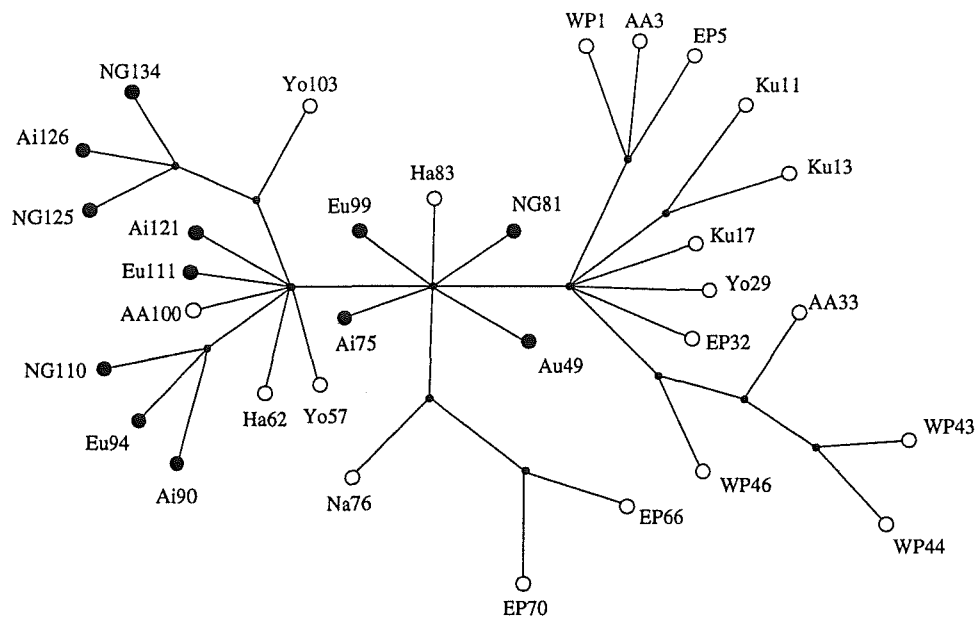 WP1
AA3
EP5
NG134
Yo103
Ku11
Ai126
Ha83
Ku13
Eu99
NG81
NG125
Ai121
Ku17
Eu111
Yo29
AA100
AA33
Ai75
EP32
Au49
NG110
Ha62
Yo57
Eu94
WP43
Ai90
Na76
WP46
EP66
WP44
EP70